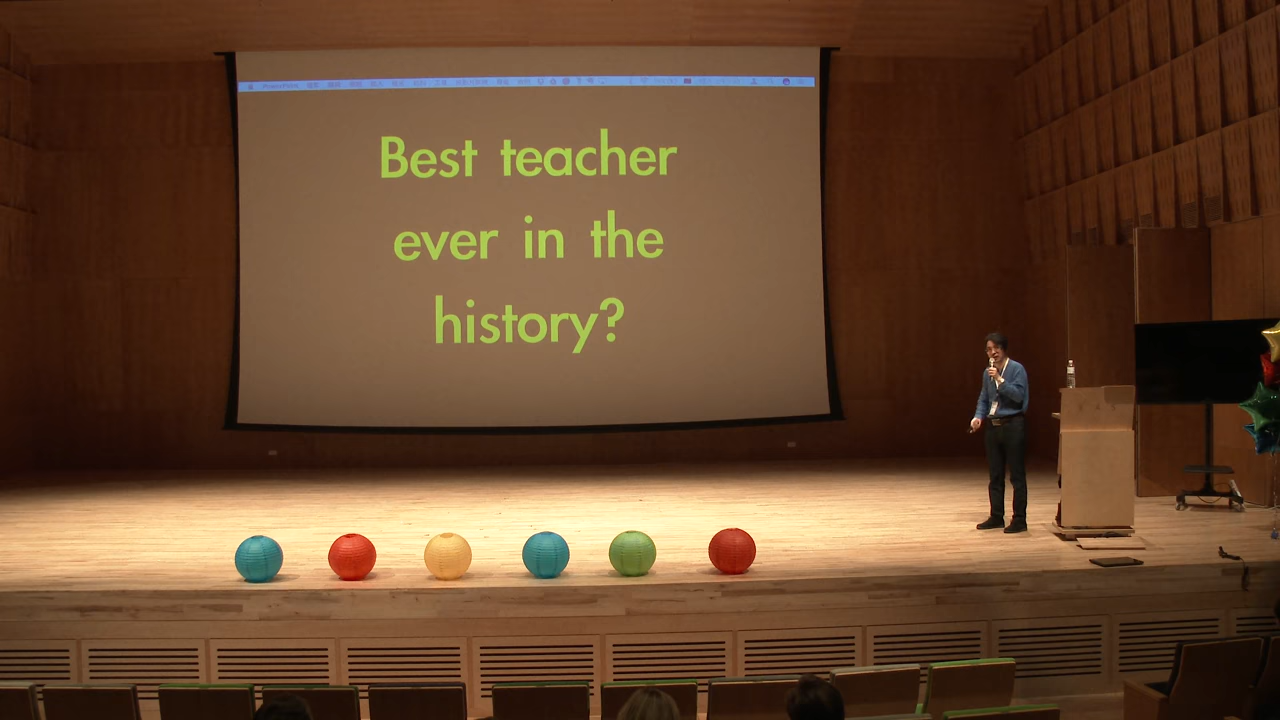 Best teacher
ever in the
history?